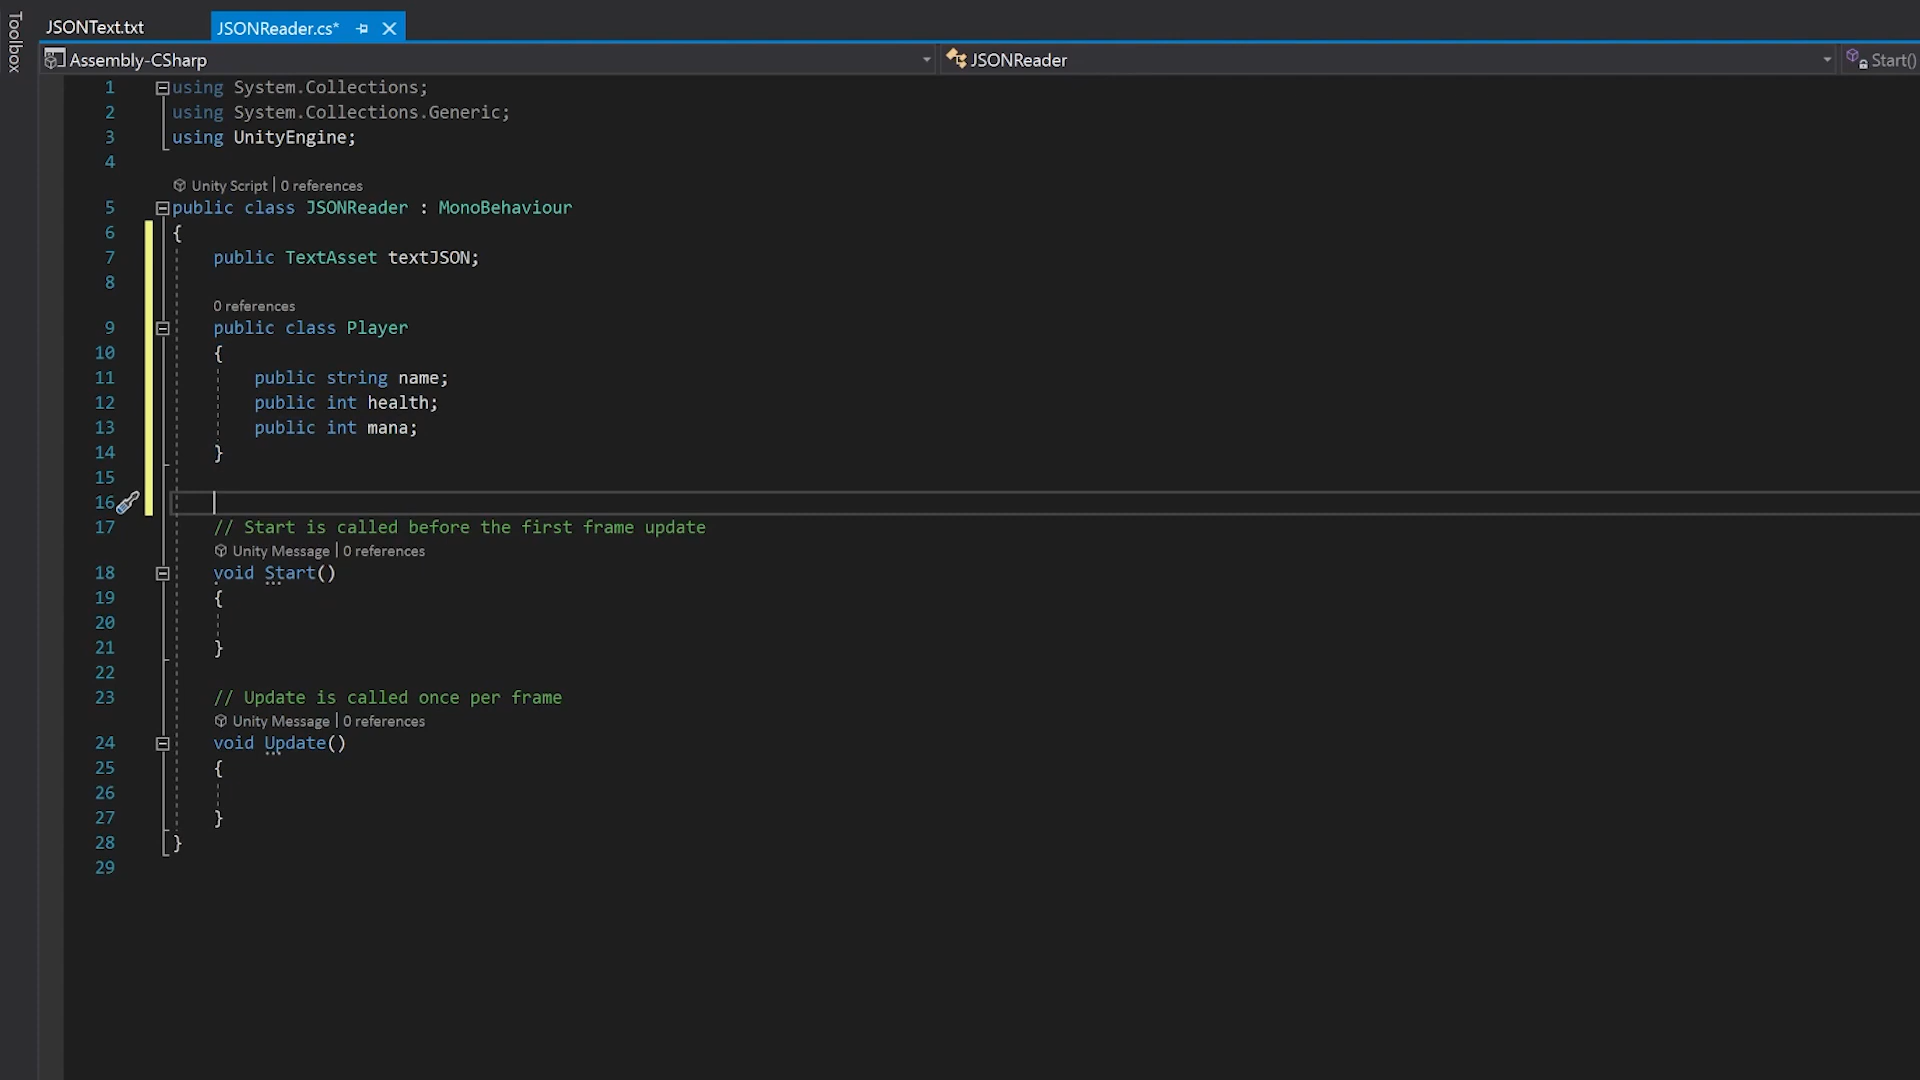 Toolbox
JSONText.txt
JSONReader.cs*
Assembly-CSharp
JSONReader
Start()
1 using System.Collections;
2 using System.Collections.Generic;
3 using UnityEngine;
4
Unity Script | 0 references
5 public class JSONReader : MonoBehaviour
6 {
7 public TextAsset textJSON;
8
0 references
9 public class Player
10 {
11 public string name;
12 public int health;
13 public int mana;
14 }
15
16
17 // Start is called before the first frame update
Unity Message | 0 references
18 void Start()
19 {
20
21 }
22
23 // Update is called once per frame
Unity Message | 0 references
24 void Update()
25 {
26
27 }
28 }
29